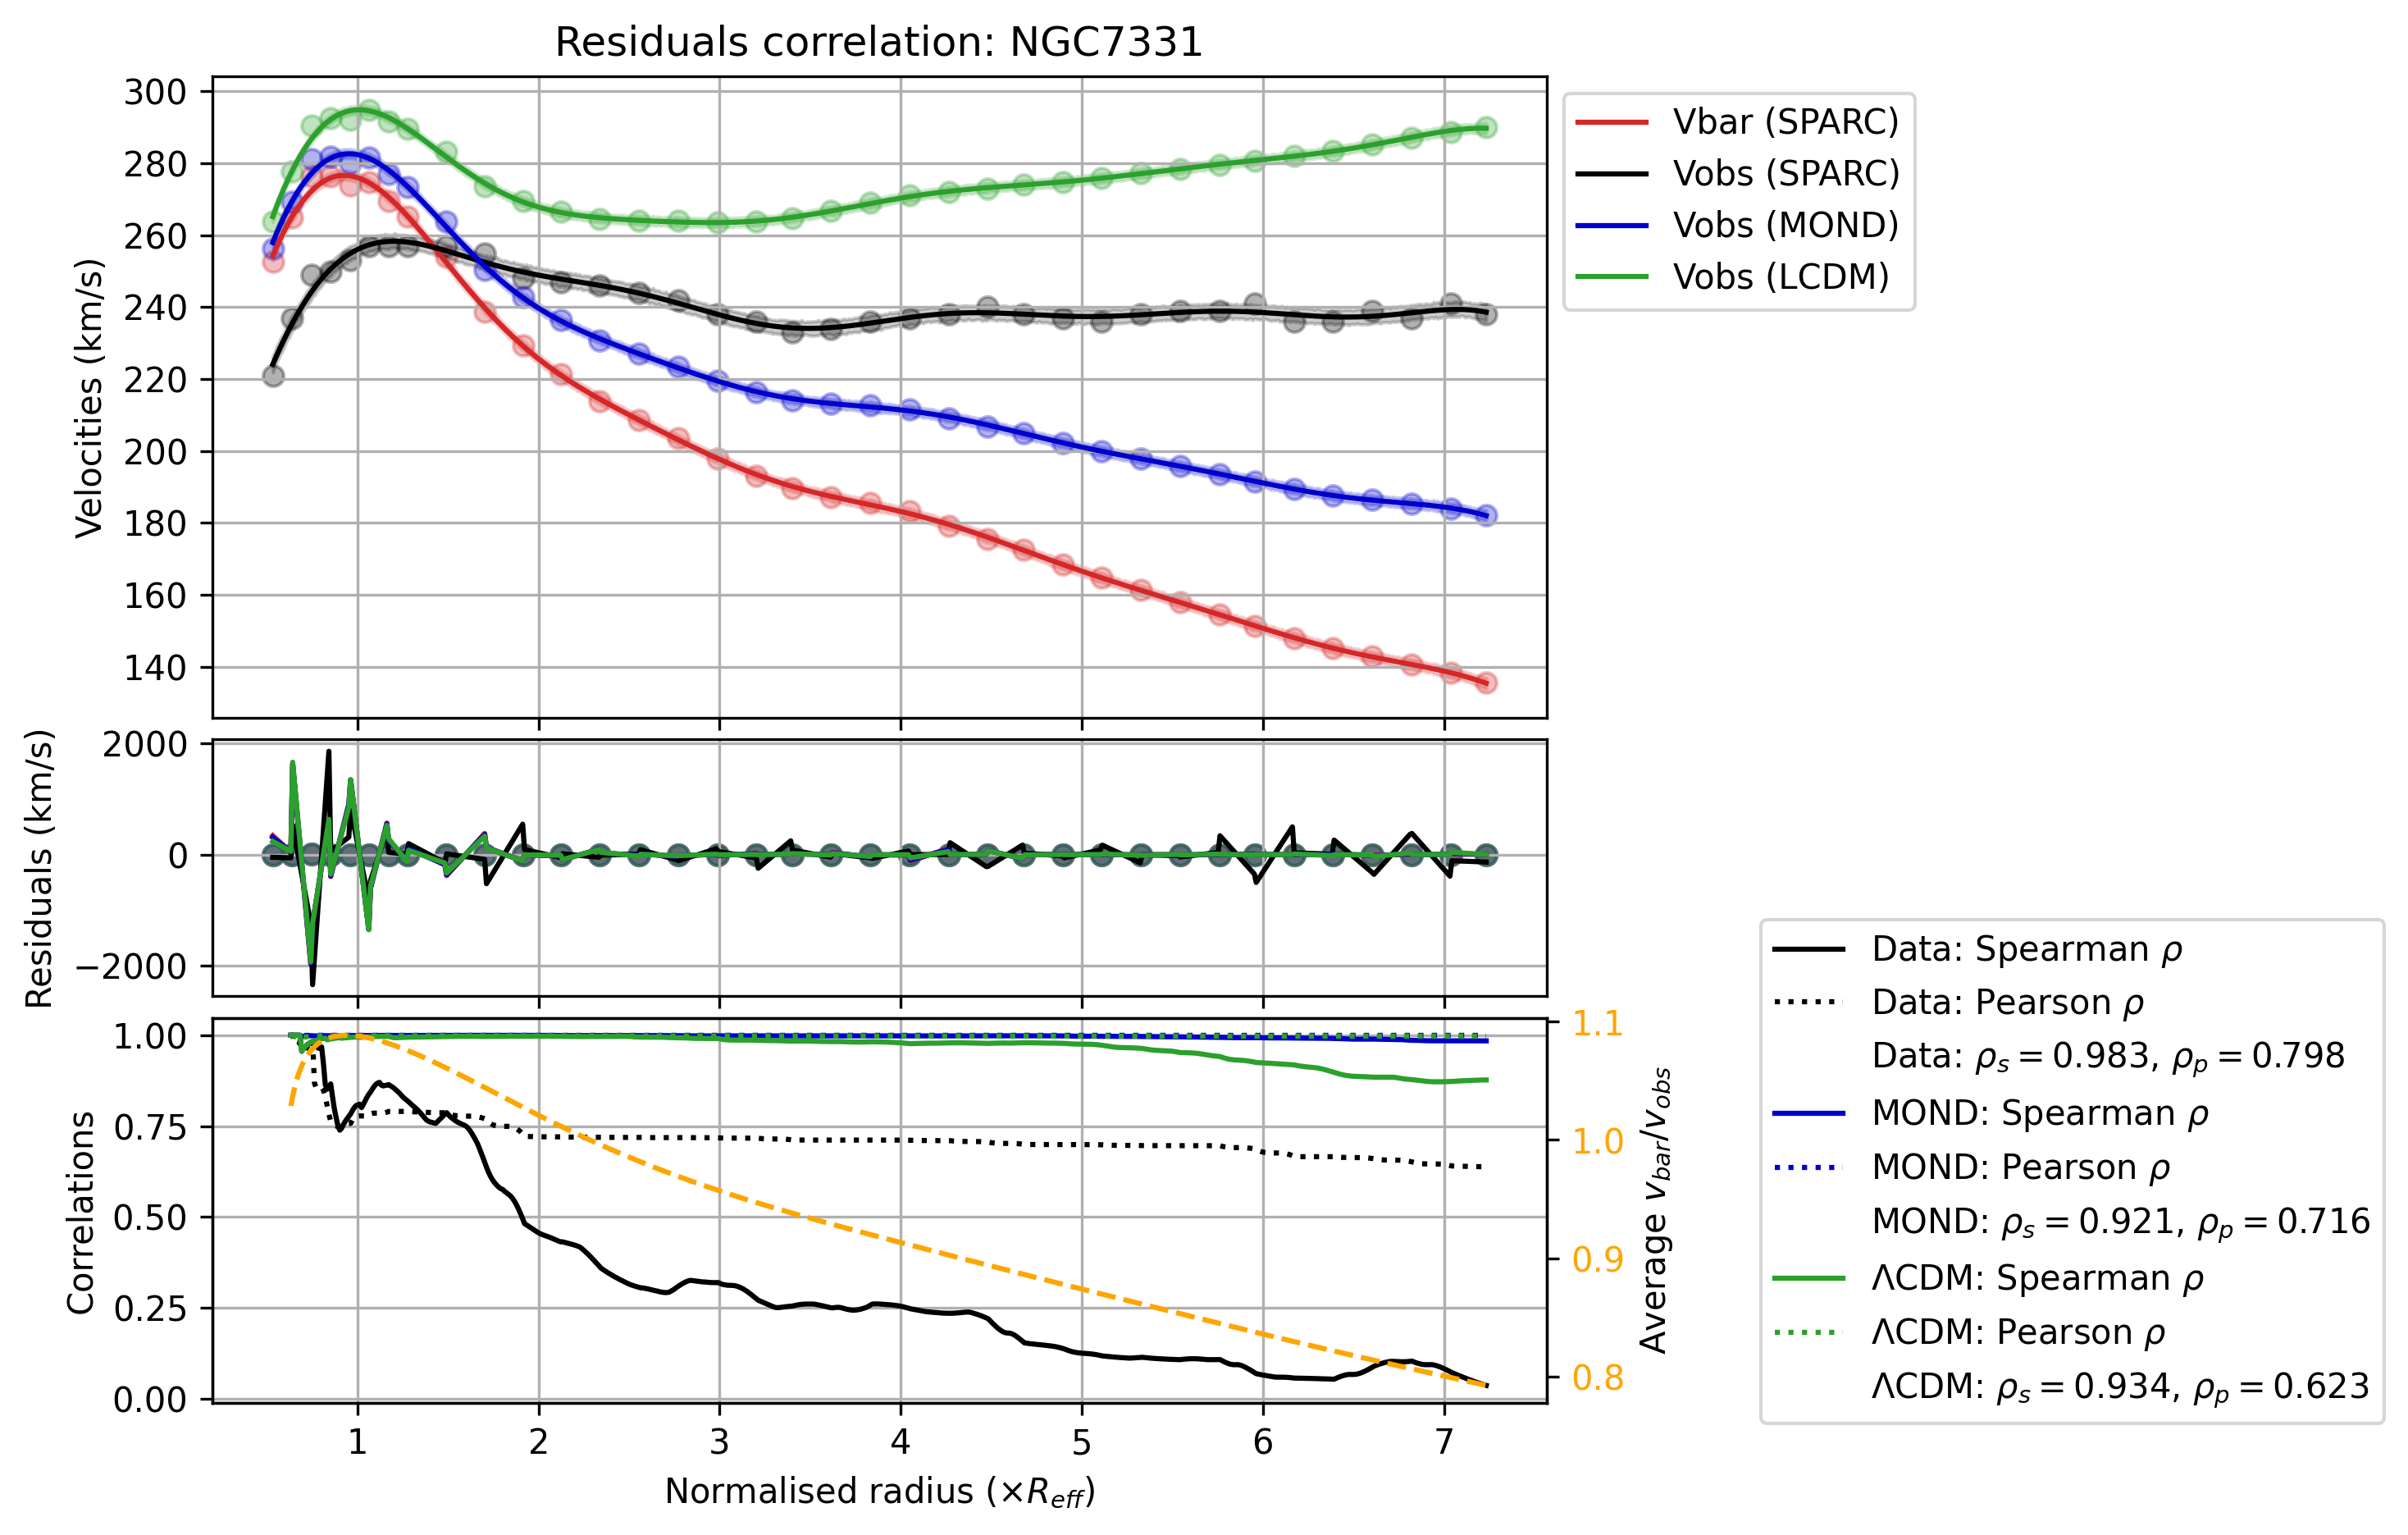 Residuals correlation: NGC7331
Velocities (km/s)
300
280
260
240
220
200
180
160
140
Vbar (SPARC)
Vobs (SPARC)
Vobs (MOND)
Vobs (LCDM)
Residuals (km/s)
2000
0
−2000
Correlations
1.00
0.75
0.50
0.25
0.00
1.1
1.0
0.9
0.8
Average v_bar/v_obs
1 2 3 4 5 6 7
Normalised radius (×R_eff)
Data: Spearman ρ
Data: Pearson ρ
Data: ρ_s = 0.983, ρ_p = 0.798
MOND: Spearman ρ
MOND: Pearson ρ
MOND: ρ_s = 0.921, ρ_p = 0.716
ΛCDM: Spearman ρ
ΛCDM: Pearson ρ
ΛCDM: ρ_s = 0.934, ρ_p = 0.623